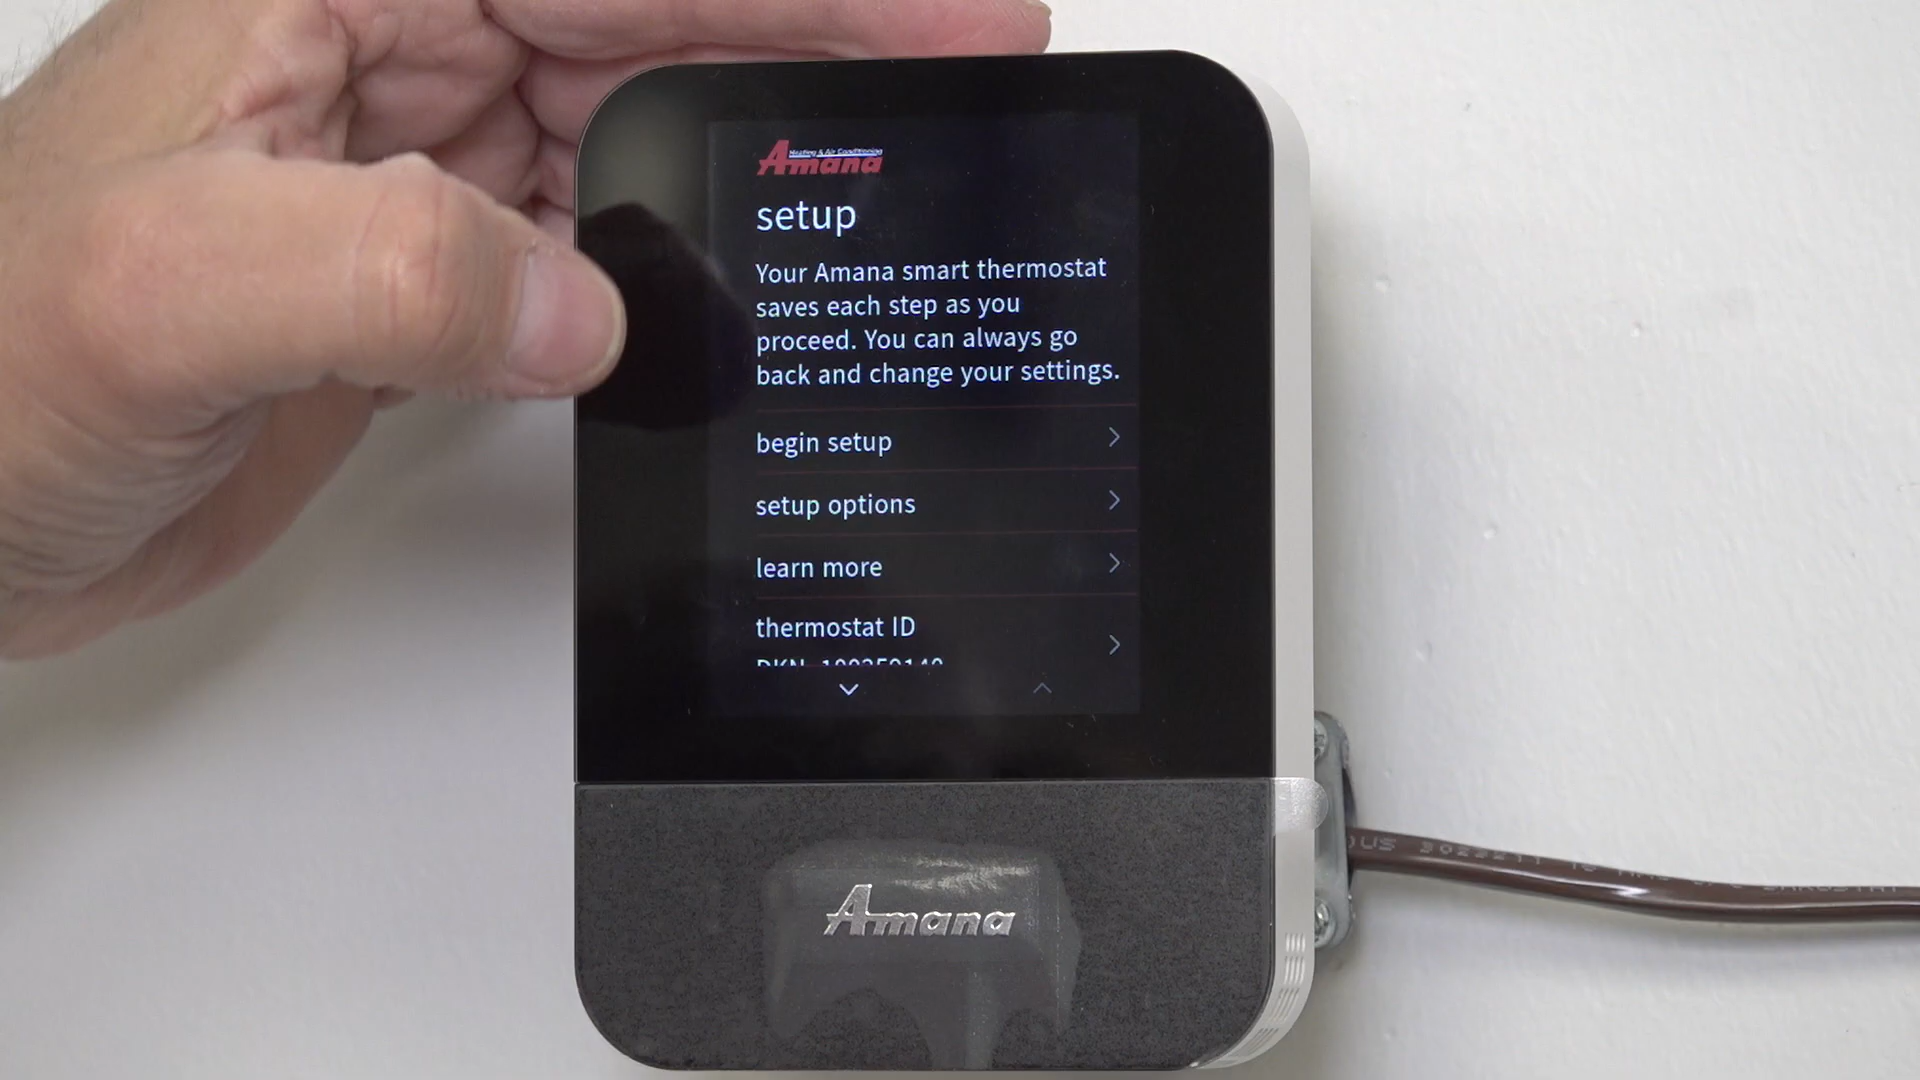 Heating & Air Conditioning
Amana
setup
Your Amana smart thermostat
saves each step as you
proceed. You can always go
back and change your settings.
begin setup
setup options
learn more
thermostat ID
Amana